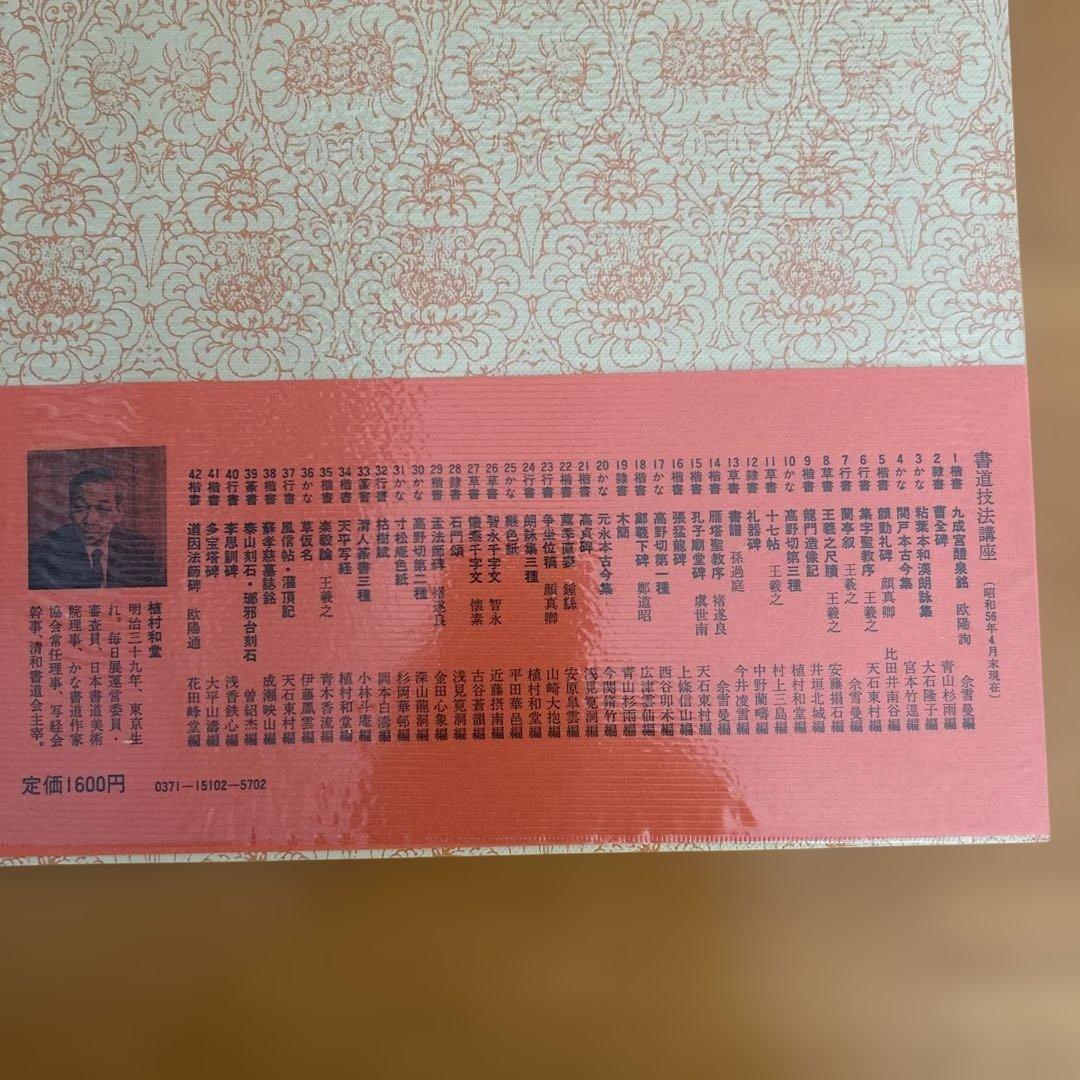 書道技法講座 (昭和56年4月末現在)
1 楷書 九成宮醴泉銘 欧陽詢 余雪曼編
2 隷書 曹全碑 青山杉雨編
3 かな 粘葉本和漢朗詠集 大石隆子編
4 かな 関戸本古今集 宮本竹逕編
5 楷書 顔勤礼碑 顔真卿 比田井南谷編
6 行書 集字聖教序 王羲之 天石東村編
7 行書 蘭亭叙 王羲之 余雪曼編
8 草書 王羲之尺牘 王羲之 安藤搨石編
9 楷書 龍門造像記 井垣北城編
10 かな 高野切第三種 植村和堂編
11 草書 十七帖 王羲之 村上三島編
12 隷書 礼器碑 中野蘭疇編
13 草書 書譜 孫過庭 今井凌雪編
14 楷書 雁塔聖教序 褚遂良 余雪曼編
15 楷書 孔子廟堂碑 虞世南 天石東村編
16 楷書 張猛龍碑 上條信山編
17 かな 高野切第一種 西谷卯木編
18 楷書 鄭羲下碑 鄭道昭 広津雲仙編
19 隷書 木簡 青山杉雨編
20 かな 元永本古今集 今関脩竹編
21 楷書 高貞碑 浅見筧洞編
22 楷書 薦季直表 鍾繇 安原皐雲編
23 行書 争坐位稿 顔真卿 山崎大抱編
24 かな 朗詠集三種 植村和堂編
25 かな 継色紙 平田華邑編
26 草書 智永千字文 智永 近藤摂南編
27 草書 懐素千字文 懐素 古谷蒼韻編
28 隷書 石門頌 浅見筧洞編
29 楷書 孟法師碑 褚遂良 金田心象編
30 かな 高野切第二種 深山龍洞編
31 かな 寸松庵色紙 杉岡華邨編
32 行書 枯樹賦 岡本白濤編
33 篆書 清人篆書三種 小林斗盦編
34 楷書 天平写経 植村和堂編
35 楷書 楽毅論 王羲之 青木香流編
36 かな 草仮名 伊藤鳳雲編
37 行書 風信帖・灌頂記 天石東村編
38 楷書 蘇孝慈墓誌銘 成瀬映山編
39 篆書 泰山刻石・瑯邪台刻石 曽紹杰編
40 行書 李思訓碑 浅香鉄心編
41 楷書 多宝塔碑 大平山濤編
42 楷書 道因法師碑 欧陽通 花田峰堂編
植村和堂
明治三十九年、東京生
れ。毎日展運営委員・
審査員、日本書道美術
院理事、かな書道作家
協会常任理事、写経会
幹事、清和書道会主宰。
定価1600円 0371-15102-5702